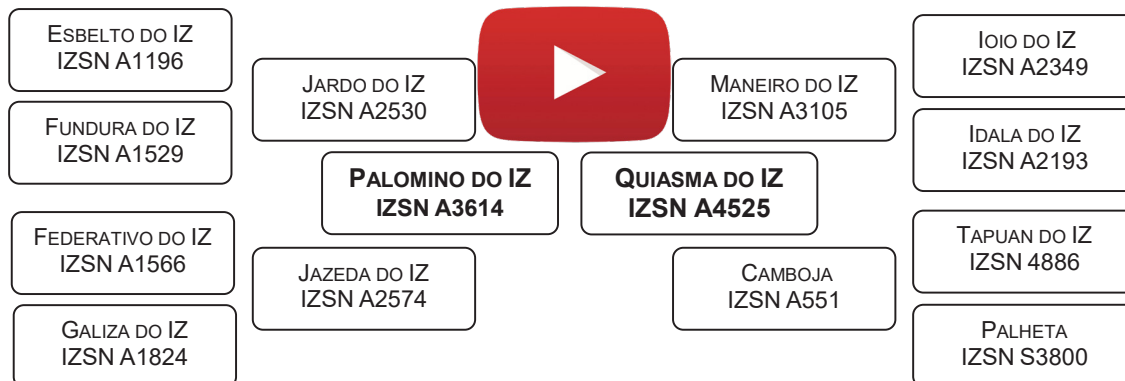 ESBELTO DO IZ
IZSN A1196
FUNDURA DO IZ
IZSN A1529
FEDERATIVO DO IZ
IZSN A1566
GALIZA DO IZ
IZSN A1824
JARDO DO IZ
IZSN A2530
JAZEDA DO IZ
IZSN A2574
PALOMINO DO IZ
IZSN A3614
QUIASMA DO IZ
IZSN A4525
MANEIRO DO IZ
IZSN A3105
CAMBOJA
IZSN A551
IOIO DO IZ
IZSN A2349
IDALA DO IZ
IZSN A2193
TAPUAN DO IZ
IZSN 4886
PALHETA
IZSN S3800